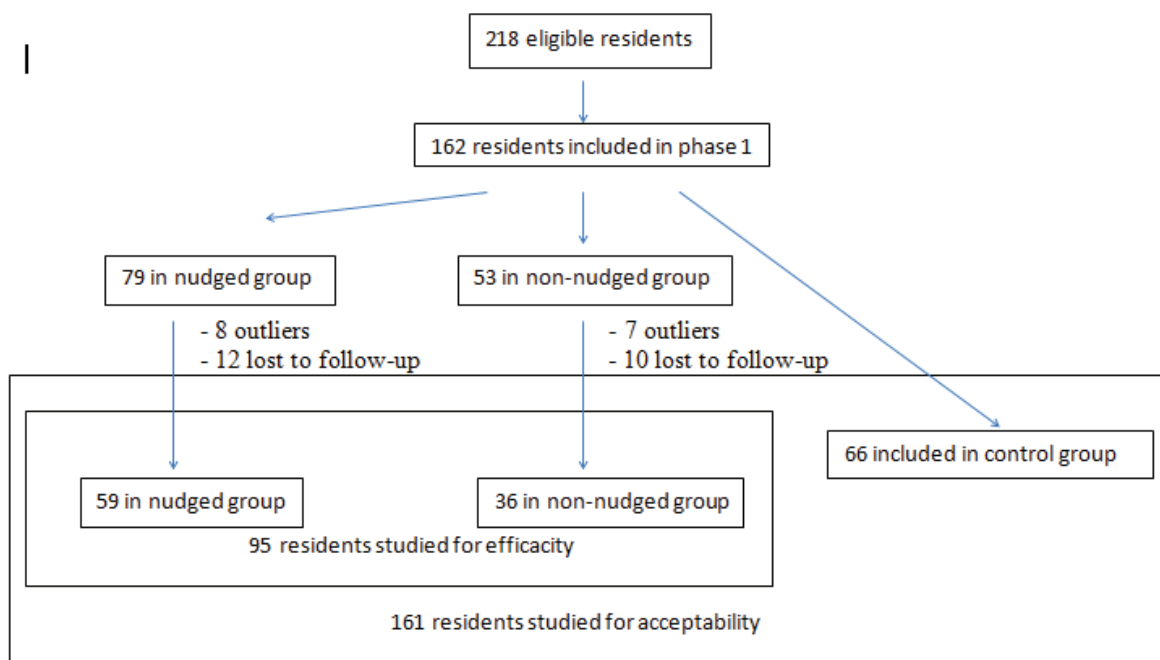 218 eligible residents
162 residents included in phase 1
79 in nudged group
53 in non-nudged group
- 8 outliers
- 12 lost to follow-up
- 7 outliers
- 10 lost to follow-up
66 included in control group
59 in nudged group
36 in non-nudged group
95 residents studied for efficacity
161 residents studied for acceptability